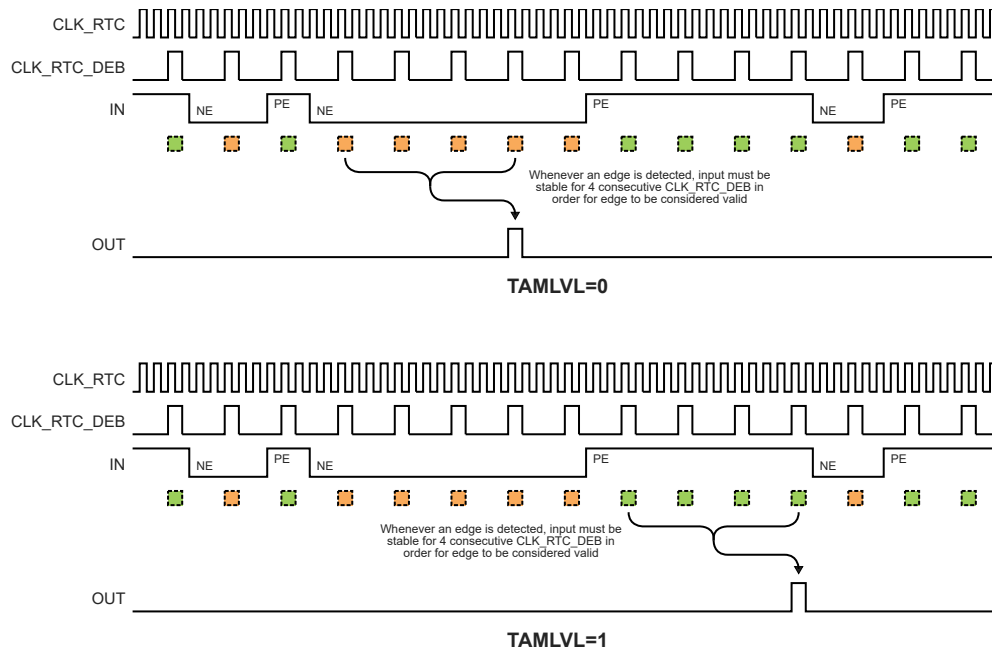 CLK_RTC
CLK_RTC_DEB
IN
NE
PE
NE
PE
NE
PE
Whenever an edge is detected, input must be
stable for 4 consecutive CLK_RTC_DEB in
order for edge to be considered valid
OUT
TAMLVL=0
CLK_RTC
CLK_RTC_DEB
IN
NE
PE
NE
PE
NE
PE
Whenever an edge is detected, input must be
stable for 4 consecutive CLK_RTC_DEB in
order for edge to be considered valid
OUT
TAMLVL=1